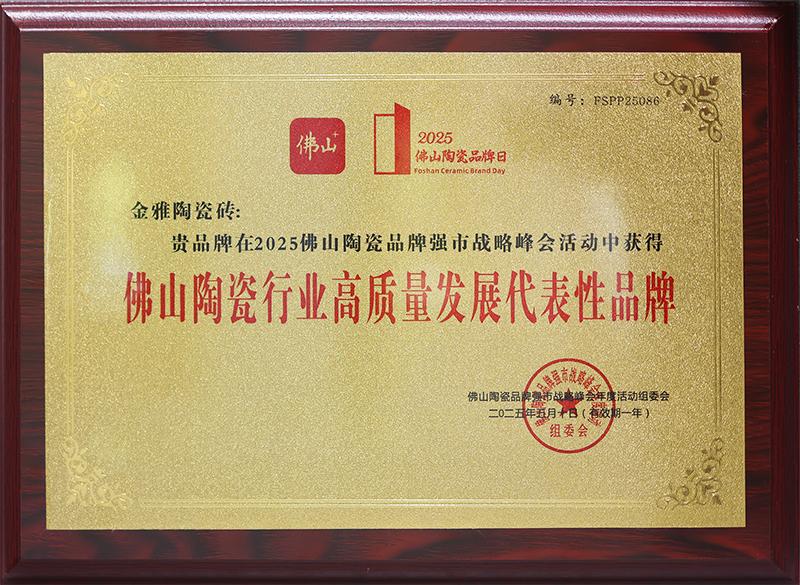 编号：FSPP25086
佛山+
2025
佛山陶瓷品牌日
Foshan Ceramic Brand Day
金雅陶瓷砖:
贵品牌在2025佛山陶瓷品牌强市战略峰会活动中获得
佛山陶瓷行业高质量发展代表性品牌
佛山陶瓷品牌强市战略峰会年度活动组委会
二0二五年五月十日（有效期一年）
组委会